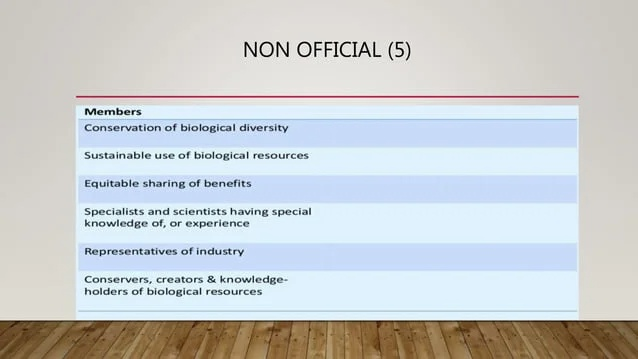 NON OFFICIAL (5)
Members
Conservation of biological diversity
Sustainable use of biological resources
Equitable sharing of benefits
Specialists and scientists having special
knowledge of, or experience
Representatives of industry
Conservers, creators & knowledge-
holders of biological resources